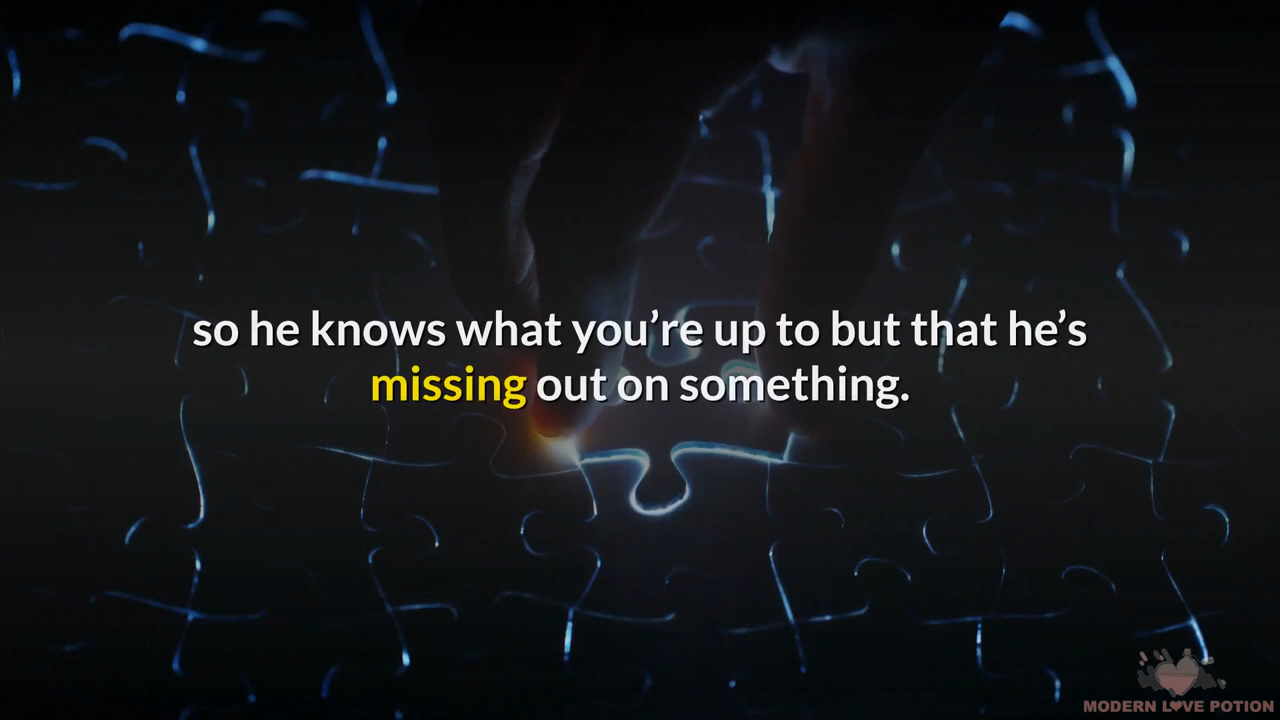 so he knows what you’re up to but that he’s
missing out on something.
MODERN LOVE POTION